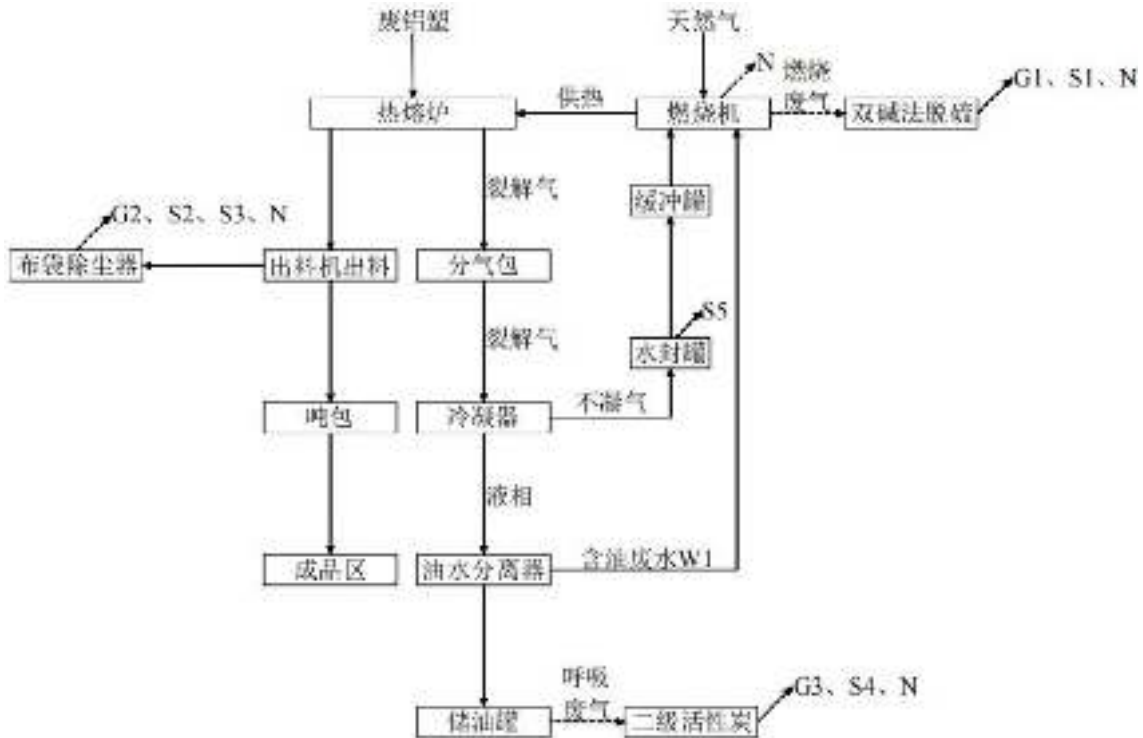 废铝塑
天然气
N
燃烧
废气
G1、S1、N
热熔炉
供热
燃烧机
双碱法脱硫
裂解气
缓冲罐
G2、S2、S3、N
布袋除尘器
出料机出料
分气包
裂解气
S5
水封罐
吨包
冷凝器
不凝气
液相
成品区
油水分离器
含油废水W1
呼吸
废气
G3、S4、N
储油罐
二级活性炭